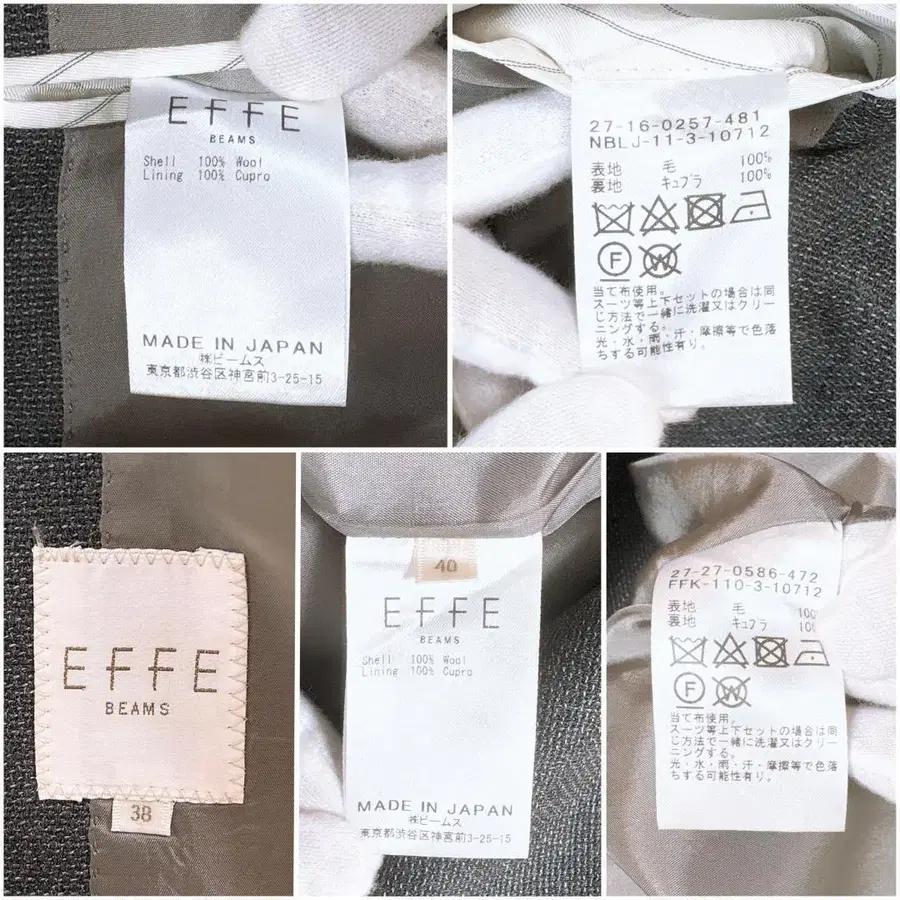 EFFE
BEAMS
Shell 100% Wool
Lining 100% Cupro
MADE IN JAPAN
㈱ビームス
東京都渋谷区神宮前3-25-15
27-16-0257-481
NBLJ-11-3-10712
表地 毛 100%
裏地 キュプラ 100%
F W
当て布使用。
スーツ等上下セットの場合は同
じ方法で一緒に洗濯又はクリー
ニングする。
光・水・雨・汗・摩擦等で色落
ちする可能性有り。
EFFE
BEAMS
38
40
EFFE
BEAMS
Shell 100% Wool
Lining 100% Cupro
MADE IN JAPAN
㈱ビームス
東京都渋谷区神宮前3-25-15
27-27-0586-472
FFK-110-3-10712
表地 毛 100
裏地 キュプラ 10
F W
当て布使用。
スーツ等上下セットの場合は同
じ方法で一緒に洗濯又はクリー
ニングする。
光・水・雨・汗・摩擦等で色落
ちする可能性有り。